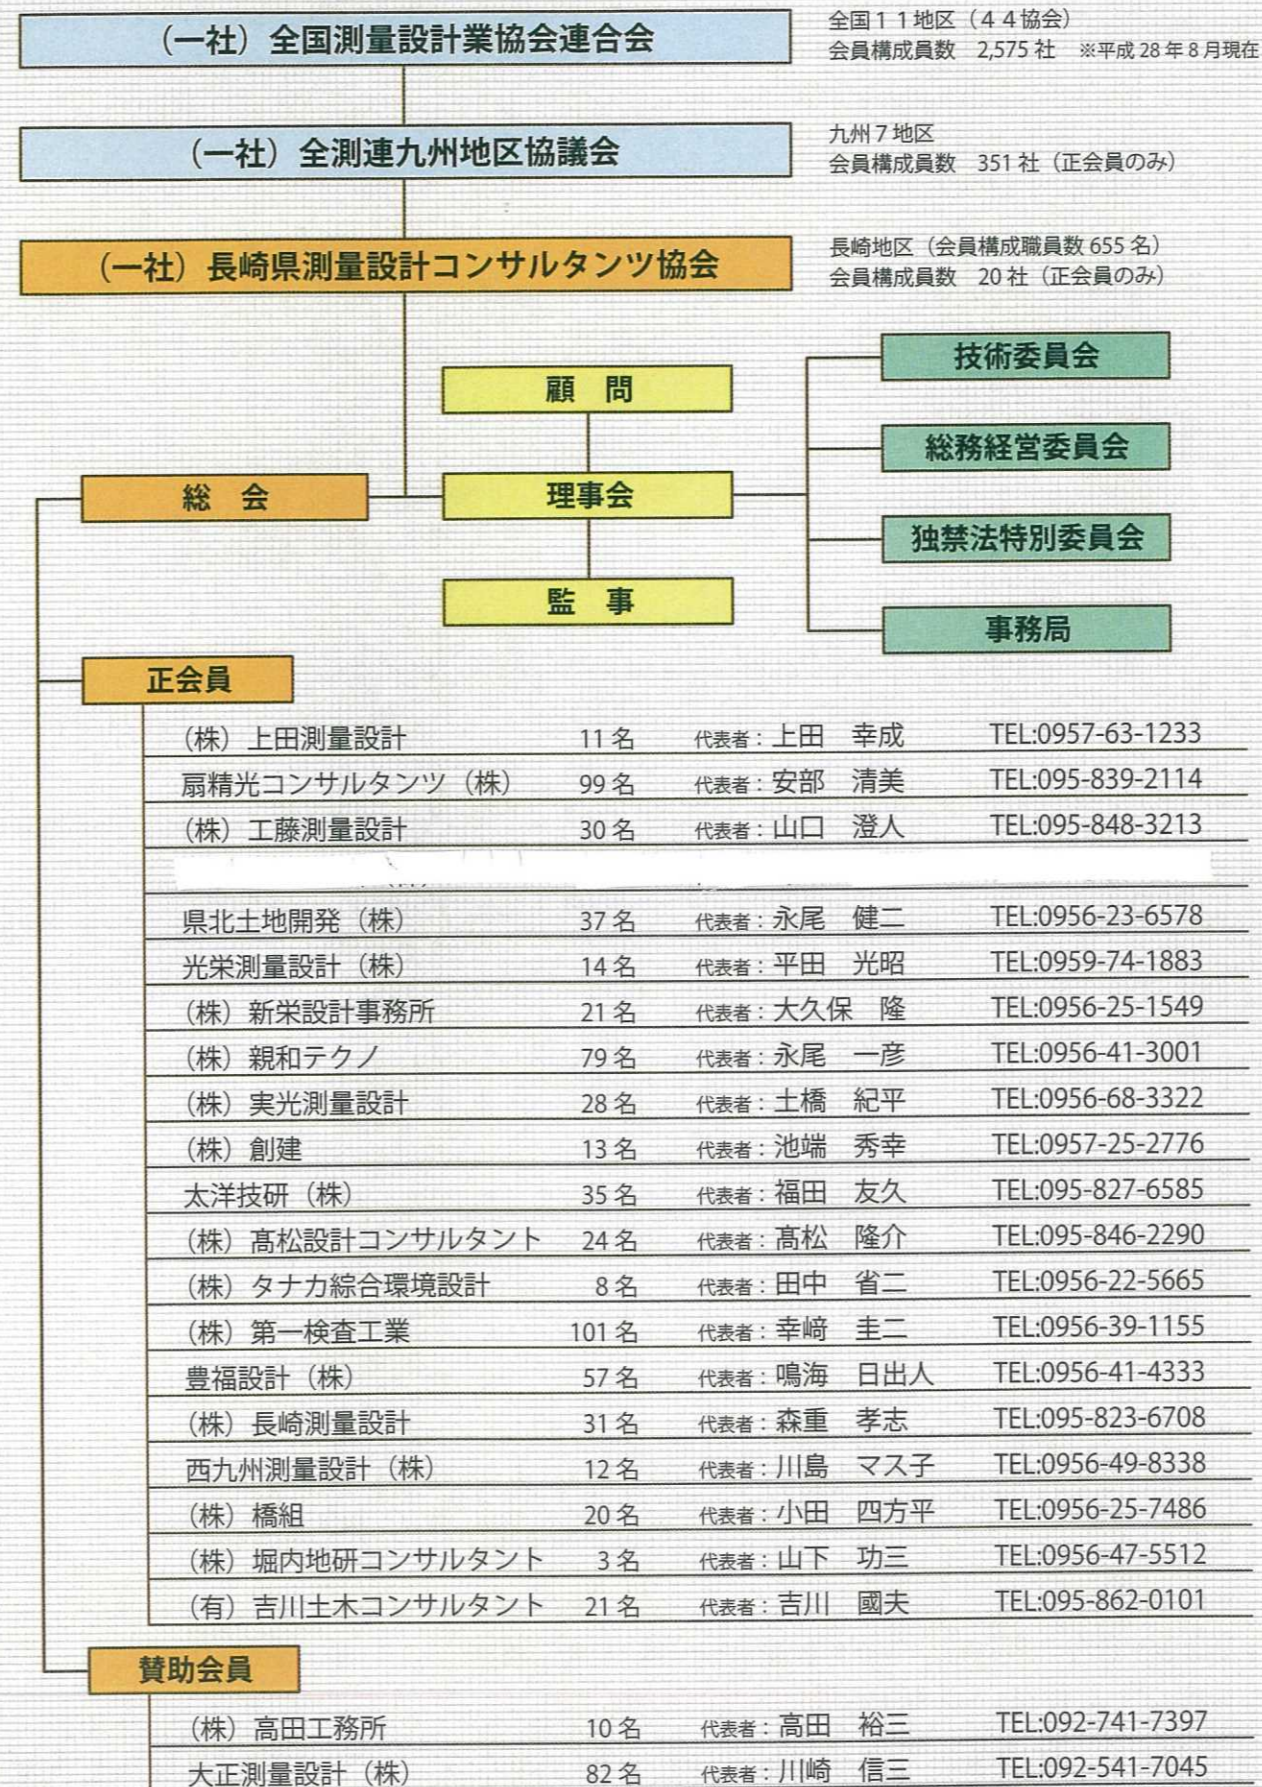 （一社）全国測量設計業協会連合会
全国１１地区（４４協会）
会員構成員数　2,575 社　※平成 28 年 8 月現在
（一社）全測連九州地区協議会
九州７地区
会員構成員数　351 社（正会員のみ）
（一社）長崎県測量設計コンサルタンツ協会
長崎地区（会員構成職員数 655 名）
会員構成員数　20 社（正会員のみ）
技術委員会
顧　問
総務経営委員会
総　会
理事会
独禁法特別委員会
監　事
事務局
正会員
（株）上田測量設計　11 名　代表者：上田　幸成　TEL:0957-63-1233
扇精光コンサルタンツ（株）　99 名　代表者：安部　清美　TEL:095-839-2114
（株）工藤測量設計　30 名　代表者：山口　澄人　TEL:095-848-3213
県北土地開発（株）　37 名　代表者：永尾　健二　TEL:0956-23-6578
光栄測量設計（株）　14 名　代表者：平田　光昭　TEL:0959-74-1883
（株）新栄設計事務所　21 名　代表者：大久保　隆　TEL:0956-25-1549
（株）親和テクノ　79 名　代表者：永尾　一彦　TEL:0956-41-3001
（株）実光測量設計　28 名　代表者：土橋　紀平　TEL:0956-68-3322
（株）創建　13 名　代表者：池端　秀幸　TEL:0957-25-2776
太洋技研（株）　35 名　代表者：福田　友久　TEL:095-827-6585
（株）髙松設計コンサルタント　24 名　代表者：髙松　隆介　TEL:095-846-2290
（株）タナカ綜合環境設計　8 名　代表者：田中　省二　TEL:0956-22-5665
（株）第一検査工業　101 名　代表者：幸﨑　圭二　TEL:0956-39-1155
豊福設計（株）　57 名　代表者：鳴海　日出人　TEL:0956-41-4333
（株）長崎測量設計　31 名　代表者：森重　孝志　TEL:095-823-6708
西九州測量設計（株）　12 名　代表者：川島　マス子　TEL:0956-49-8338
（株）橋組　20 名　代表者：小田　四方平　TEL:0956-25-7486
（株）堀内地研コンサルタント　3 名　代表者：山下　功三　TEL:0956-47-5512
（有）吉川土木コンサルタント　21 名　代表者：吉川　國夫　TEL:095-862-0101
賛助会員
（株）高田工務所　10 名　代表者：高田　裕三　TEL:092-741-7397
大正測量設計（株）　82 名　代表者：川崎　信三　TEL:092-541-7045